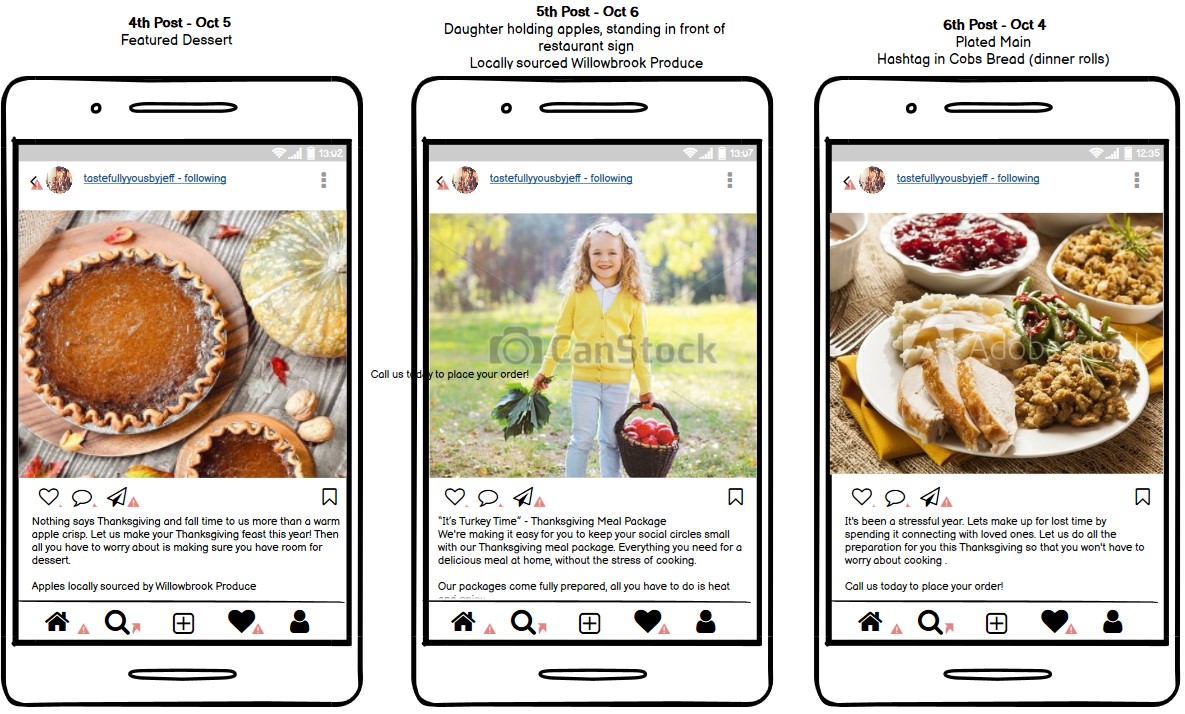 4th Post - Oct 5
Featured Dessert
13:02
tastefullyyousbyjeff - following
Nothing says Thanksgiving and fall time to us more than a warm
apple crisp. Let us make your Thanksgiving feast this year! Then
all you have to worry about is making sure you have room for
dessert.
Apples locally sourced by Willowbrook Produce
5th Post - Oct 6
Daughter holding apples, standing in front of
restaurant sign
Locally sourced Willowbrook Produce
13:07
tastefullyyousbyjeff - following
CanStock
Call us today to place your order!
"It's Turkey Time" - Thanksgiving Meal Package
We're making it easy for you to keep your social circles small
with our Thanksgiving meal package. Everything you need for a
delicious meal at home, without the stress of cooking.
Our packages come fully prepared, all you have to do is heat
6th Post - Oct 4
Plated Main
Hashtag in Cobs Bread (dinner rolls)
12:35
tastefullyyousbyjeff - following
Adobe Stock
It's been a stressful year. Lets make up for lost time by
spending it connecting with loved ones. Let us do all the
preparation for you this Thanksgiving so that you won't have to
worry about cooking .
Call us today to place your order!